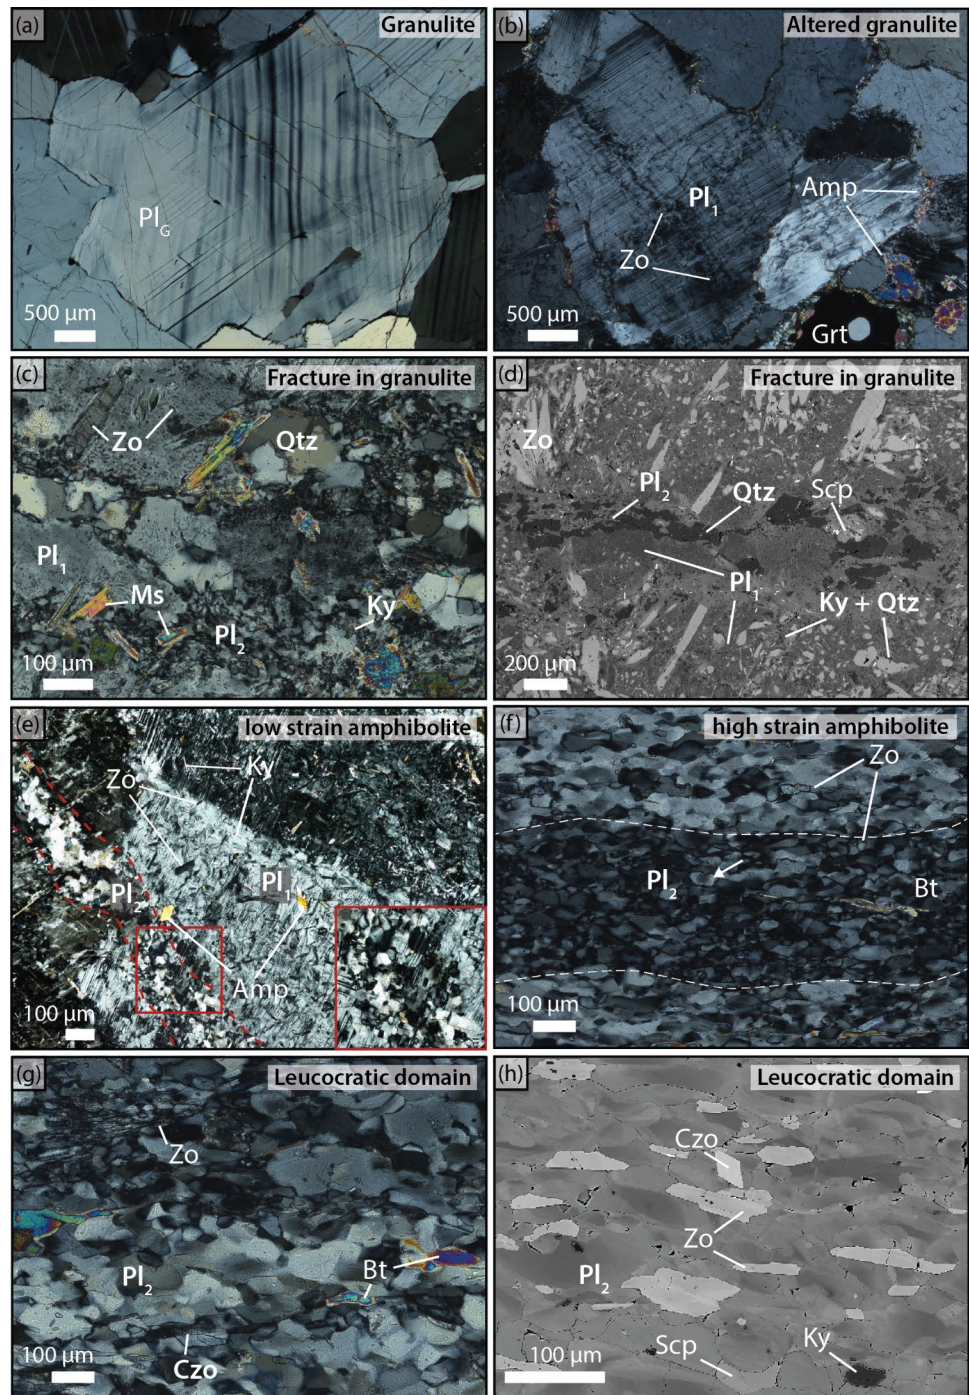 (a) Granulite
Pl_G
500 µm
(b) Altered granulite
Pl_1
Amp
Zo
Grt
500 µm
(c) Fracture in granulite
Zo
Qtz
Pl_1
Ms
Ky
Pl_2
100 µm
(d) Fracture in granulite
Zo
Pl_2
Qtz
Scp
Pl_1
Ky + Qtz
200 µm
(e) low strain amphibolite
Zo
Ky
Pl_2
Pl_1
Amp
100 µm
(f) high strain amphibolite
Zo
Pl_2
Bt
100 µm
(g) Leucocratic domain
Zo
Pl_2
Bt
Czo
100 µm
(h) Leucocratic domain
Czo
Zo
Pl_2
Scp
Ky
100 µm